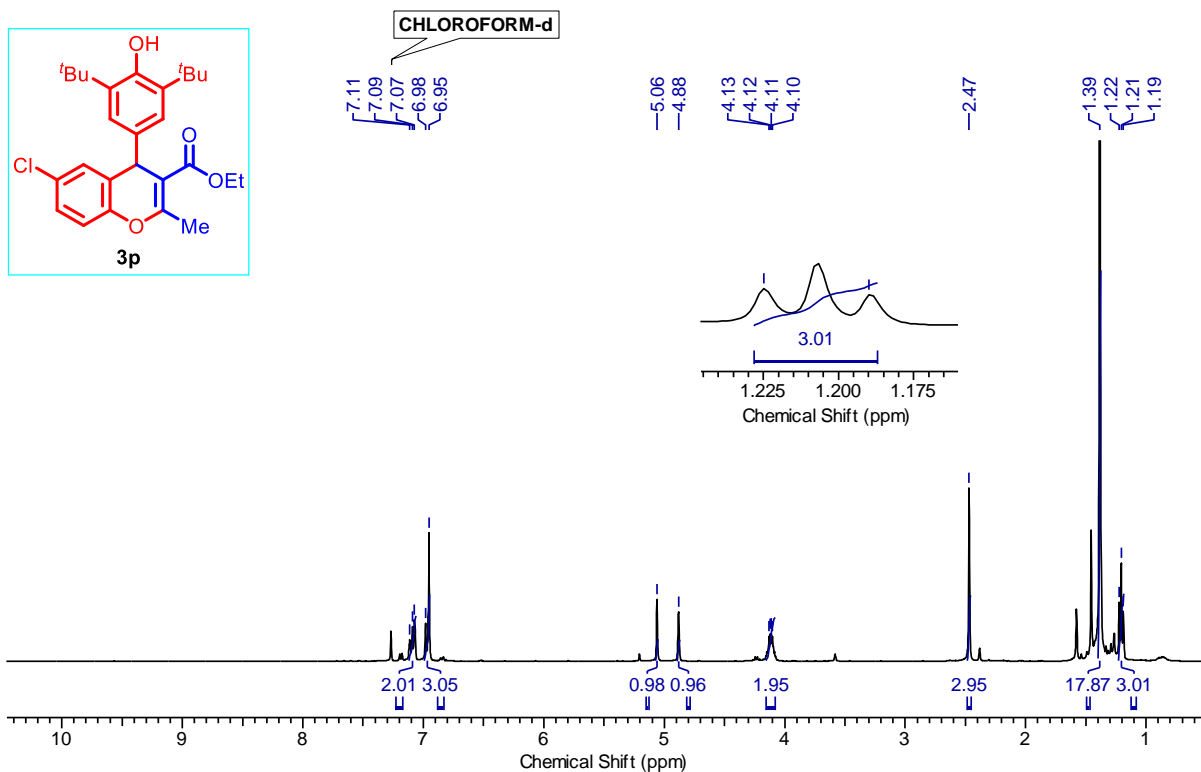 CHLOROFORM-d
OH
tBu
tBu
Cl
O
OEt
O
Me
3p
7.11
7.09
7.07
6.98
6.95
5.06
4.88
4.13
4.12
4.11
4.10
2.47
1.39
1.22
1.21
1.19
3.01
1.225 1.200 1.175
Chemical Shift (ppm)
2.01 3.05 0.98 0.96 1.95 2.95 17.87 3.01
10 9 8 7 6 5 4 3 2 1
Chemical Shift (ppm)